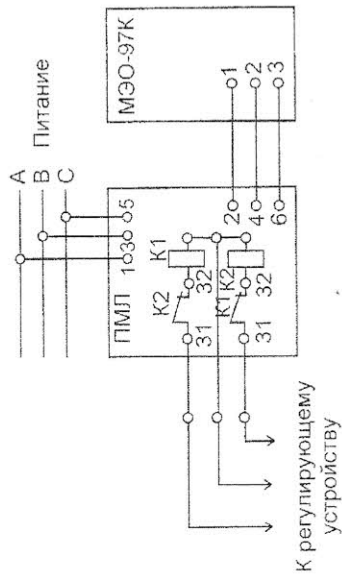 А
В
С
Питание
ПМЛ
1
3
5
К2
К1
31
32
К1
К2
31
32
2
4
6
МЭО-97К
1
2
3
К регулирующему
устройству